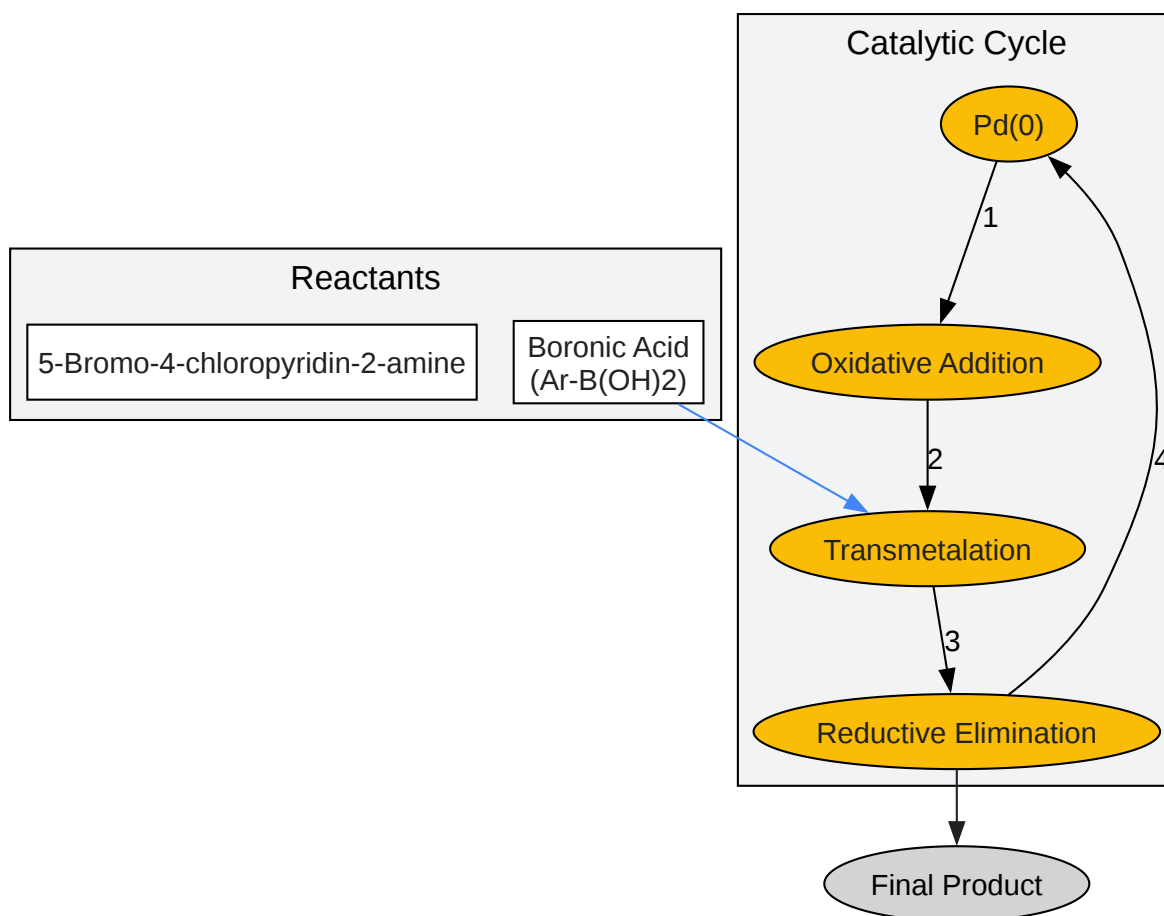 Catalytic Cycle
Pd(0)
1
Reactants
5-Bromo-4-chloropyridin-2-amine
Boronic Acid
(Ar-B(OH)2)
Oxidative Addition
2
4
Transmetalation
3
Reductive Elimination
Final Product